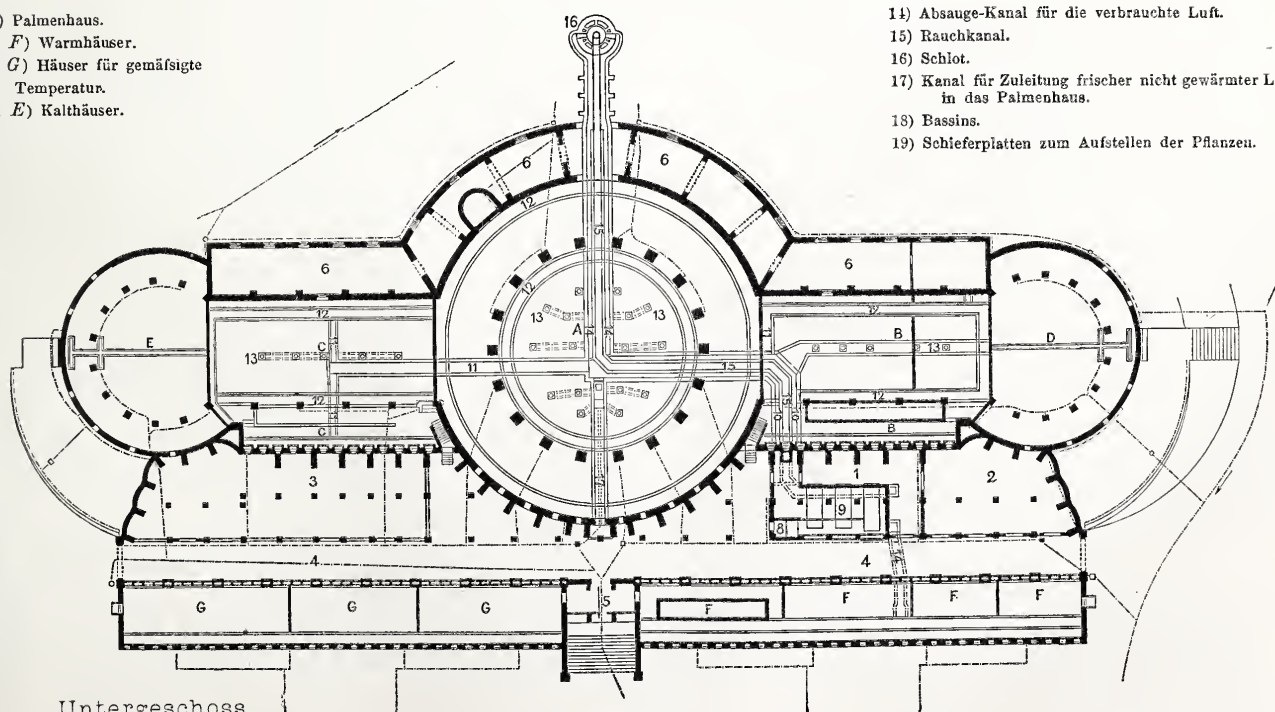 ) Palmenhaus.
F) Warmhäuser.
G) Häuser für gemäſsigte
Temperatur.
E) Kalthäuser.
14) Absauge-Kanal für die verbrauchte Luft.
15) Rauchkanal.
16) Schlot.
17) Kanal für Zuleitung frischer nicht gewärmter L
in das Palmenhaus.
18) Bassins.
19) Schieferplatten zum Aufstellen der Pflanzen.
16
6 6
12
15
6 6
12 12
12
13 13
A
E C B D
13 13
11 15
12 12
C B
3 1 2
9
8
4 4
G G G 5 F F F F
Untergeschoss